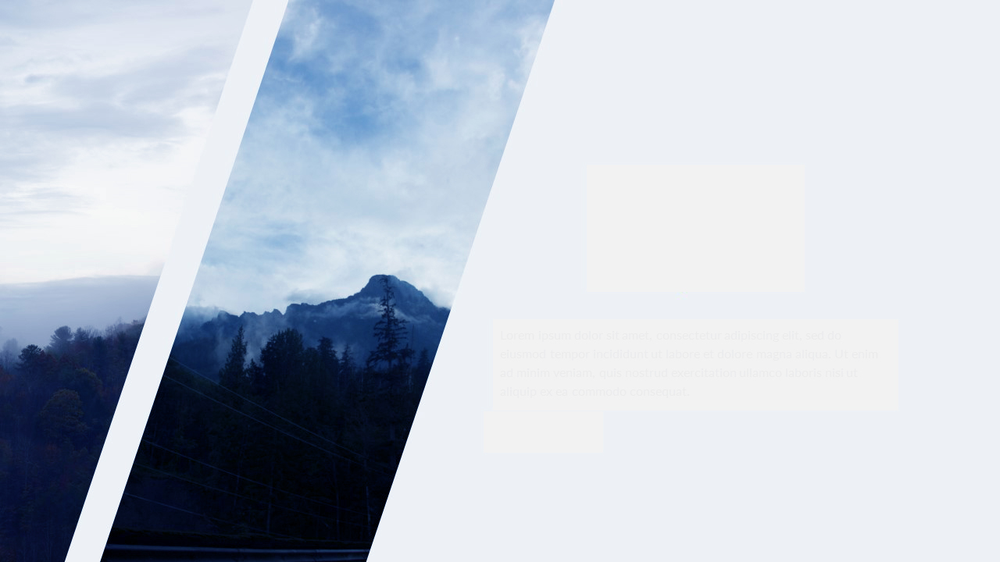 Lorem ipsum dolor sit amet, consectetur adipiscing elit, sed do
eiusmod tempor incididunt ut labore et dolore magna aliqua. Ut enim
ad minim veniam, quis nostrud exercitation ullamco laboris nisi ut
aliquip ex ea commodo consequat.